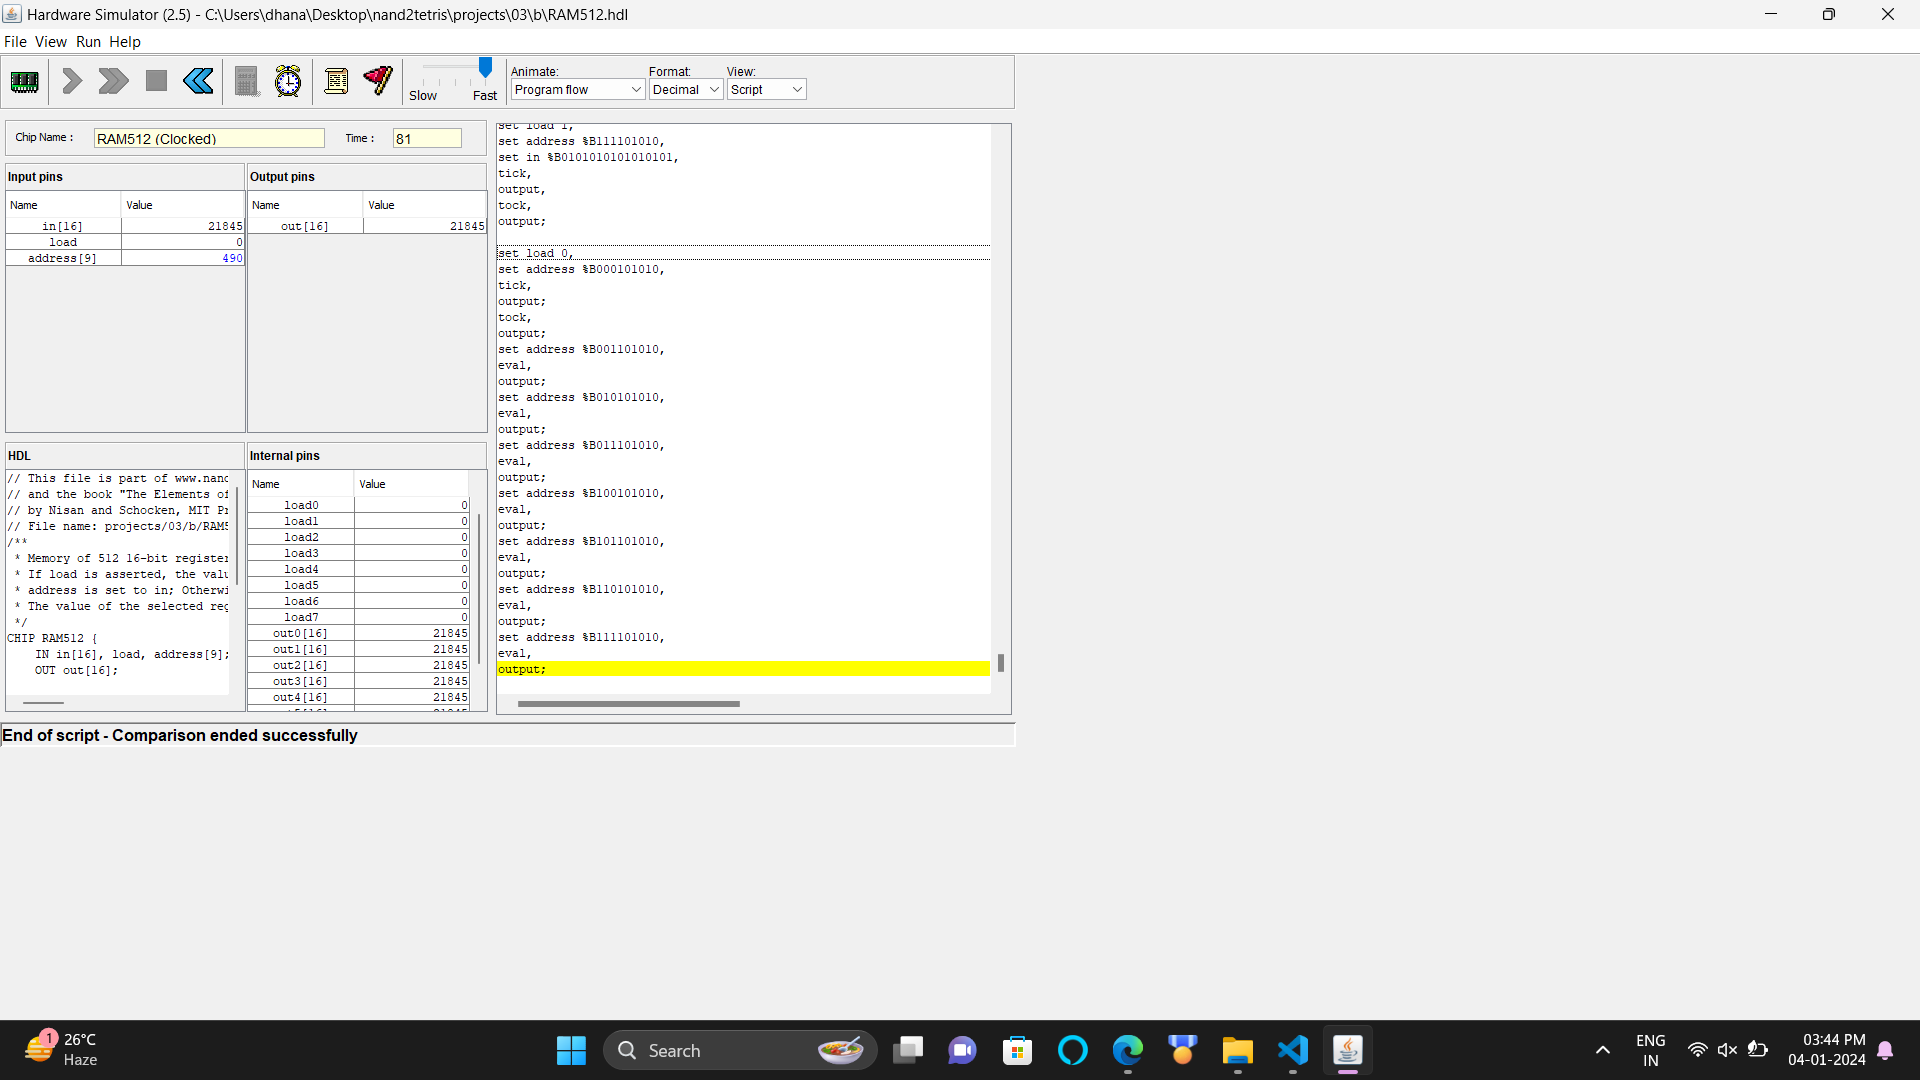 Hardware Simulator (2.5) - C:\Users\dhana\Desktop\nand2tetris\projects\03\b\RAM512.hdl
File View Run Help
Slow Fast
Animate: Format: View:
Program flow Decimal Script
Chip Name : RAM512 (Clocked) Time : 81
Input pins
Name Value
in[16] 21845
load 0
address[9] 490
Output pins
Name Value
out[16] 21845
HDL
// This file is part of www.nand
// and the book "The Elements of
// by Nisan and Schocken, MIT Pr
// File name: projects/03/b/RAM5
/**
* Memory of 512 16-bit register
* If load is asserted, the valu
* address is set to in; Otherwi
* The value of the selected reg
*/
CHIP RAM512 {
IN in[16], load, address[9];
OUT out[16];
Internal pins
Name Value
load0 0
load1 0
load2 0
load3 0
load4 0
load5 0
load6 0
load7 0
out0[16] 21845
out1[16] 21845
out2[16] 21845
out3[16] 21845
out4[16] 21845
set load 1,
set address %B111101010,
set in %B0101010101010101,
tick,
output,
tock,
output;
set load 0,
set address %B000101010,
tick,
output;
tock,
output;
set address %B001101010,
eval,
output;
set address %B010101010,
eval,
output;
set address %B011101010,
eval,
output;
set address %B100101010,
eval,
output;
set address %B101101010,
eval,
output;
set address %B110101010,
eval,
output;
set address %B111101010,
eval,
output;
End of script - Comparison ended successfully
1
26°C
Haze
Search
ENG
IN
03:44 PM
04-01-2024